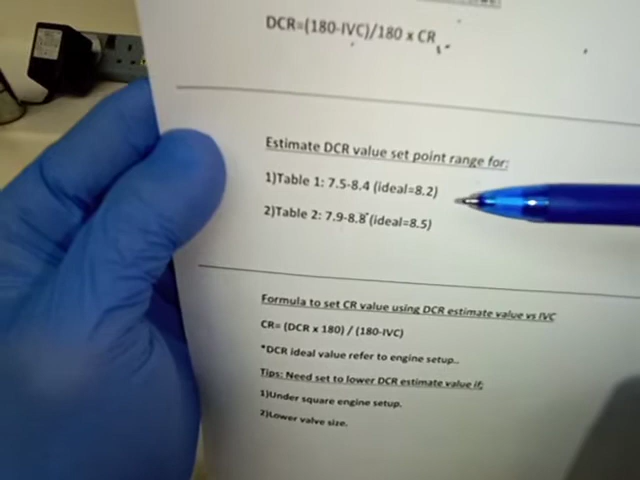 DCR=(180-IVC)/180 x CR
Estimate DCR value set point range for:
1)Table 1: 7.5-8.4 (ideal=8.2)
2)Table 2: 7.9-8.8 (ideal=8.5)
Formula to set CR value using DCR estimate value vs IVC
CR= (DCR x 180) / (180-IVC)
*DCR ideal value refer to engine setup..
Tips: Need set to lower DCR estimate value if;
1)Under square engine setup.
2)Lower valve size.